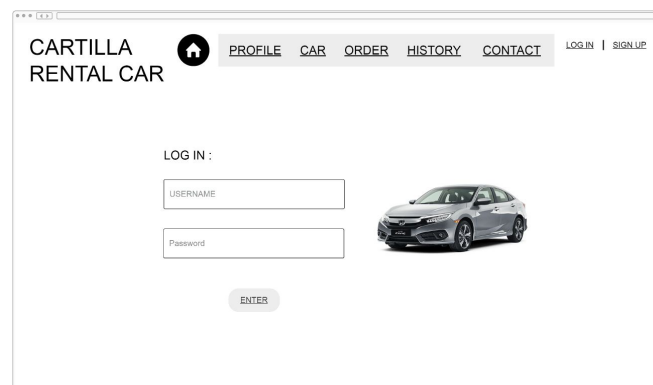 CARTILLA
RENTAL CAR
PROFILE CAR ORDER HISTORY CONTACT
LOG IN | SIGN UP
LOG IN :
USERNAME
Password
ENTER